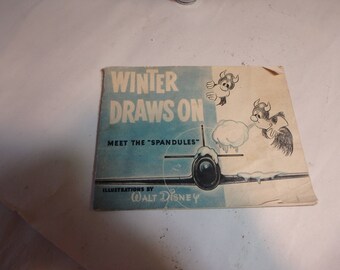 WINTER
DRAWS ON
MEET THE "SPANDULES"
ILLUSTRATIONS BY
WALT DISNEY